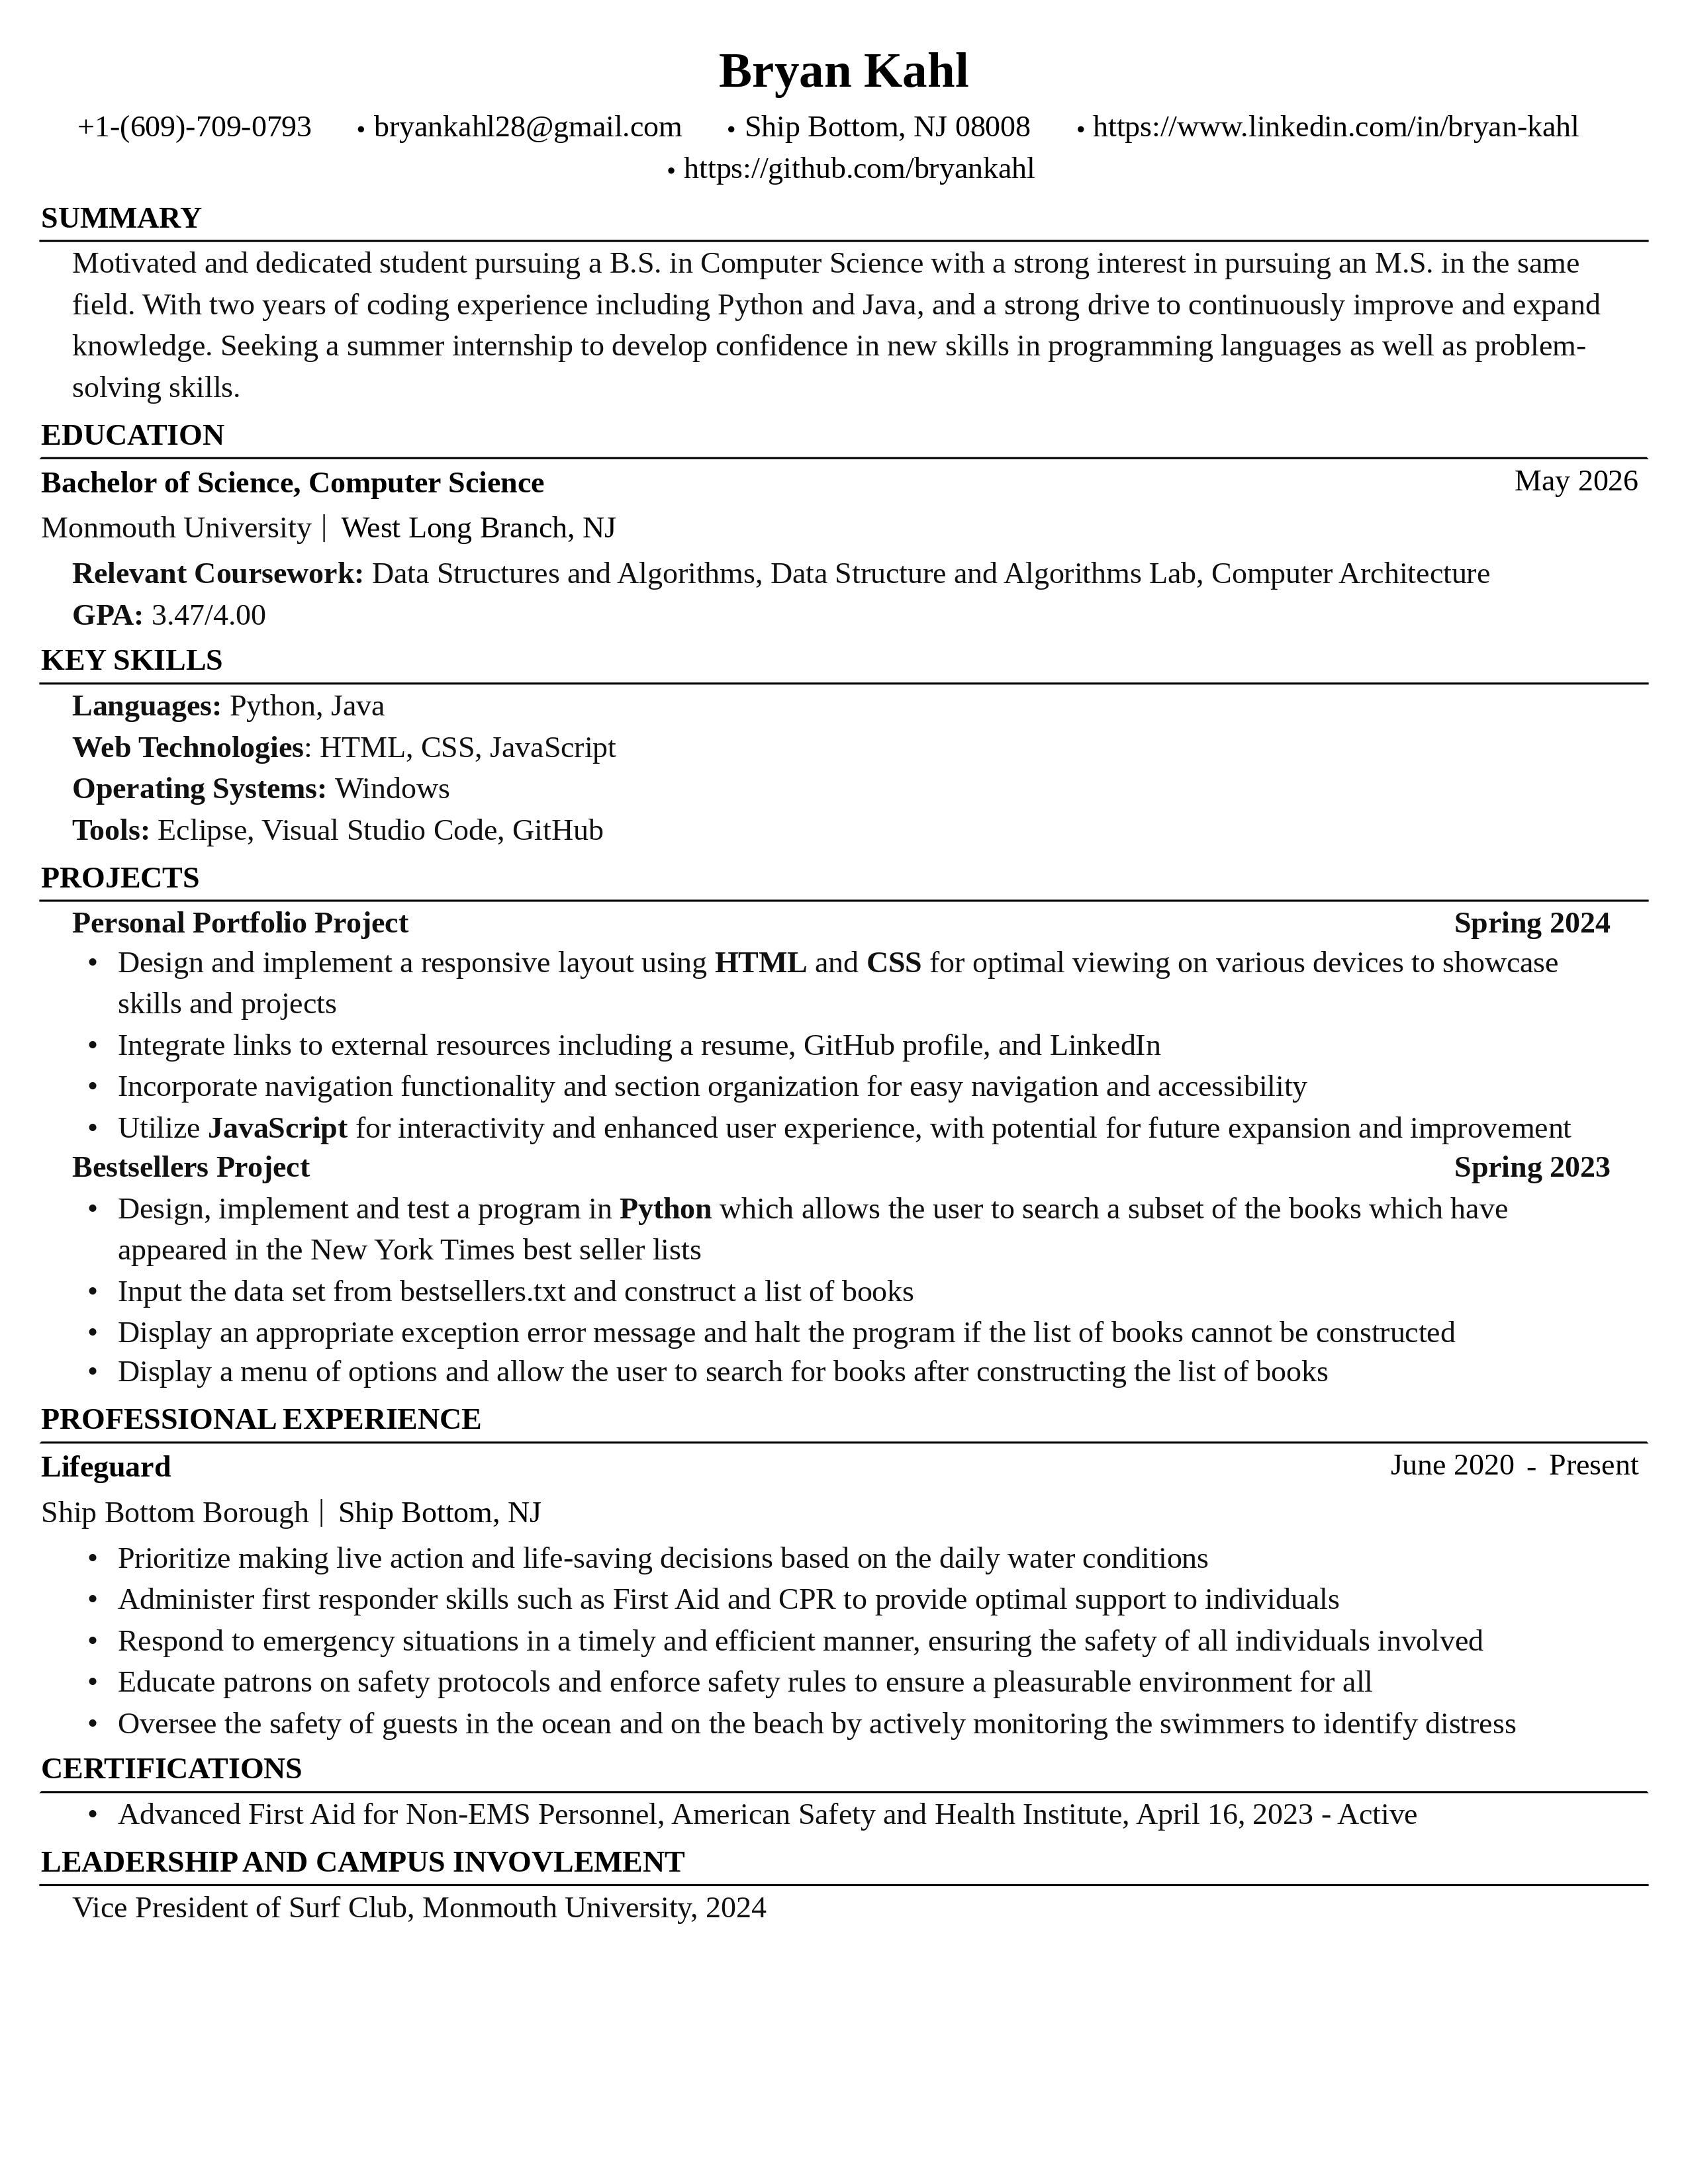 Bryan Kahl
+1-(609)-709-0793 • bryankahl28@gmail.com • Ship Bottom, NJ 08008 • https://www.linkedin.com/in/bryan-kahl
• https://github.com/bryankahl
SUMMARY
Motivated and dedicated student pursuing a B.S. in Computer Science with a strong interest in pursuing an M.S. in the same
field. With two years of coding experience including Python and Java, and a strong drive to continuously improve and expand
knowledge. Seeking a summer internship to develop confidence in new skills in programming languages as well as problem-
solving skills.
EDUCATION
Bachelor of Science, Computer Science May 2026
Monmouth University | West Long Branch, NJ
Relevant Coursework: Data Structures and Algorithms, Data Structure and Algorithms Lab, Computer Architecture
GPA: 3.47/4.00
KEY SKILLS
Languages: Python, Java
Web Technologies: HTML, CSS, JavaScript
Operating Systems: Windows
Tools: Eclipse, Visual Studio Code, GitHub
PROJECTS
Personal Portfolio Project Spring 2024
• Design and implement a responsive layout using HTML and CSS for optimal viewing on various devices to showcase
skills and projects
• Integrate links to external resources including a resume, GitHub profile, and LinkedIn
• Incorporate navigation functionality and section organization for easy navigation and accessibility
• Utilize JavaScript for interactivity and enhanced user experience, with potential for future expansion and improvement
Bestsellers Project Spring 2023
• Design, implement and test a program in Python which allows the user to search a subset of the books which have
appeared in the New York Times best seller lists
• Input the data set from bestsellers.txt and construct a list of books
• Display an appropriate exception error message and halt the program if the list of books cannot be constructed
• Display a menu of options and allow the user to search for books after constructing the list of books
PROFESSIONAL EXPERIENCE
Lifeguard June 2020 - Present
Ship Bottom Borough | Ship Bottom, NJ
• Prioritize making live action and life-saving decisions based on the daily water conditions
• Administer first responder skills such as First Aid and CPR to provide optimal support to individuals
• Respond to emergency situations in a timely and efficient manner, ensuring the safety of all individuals involved
• Educate patrons on safety protocols and enforce safety rules to ensure a pleasurable environment for all
• Oversee the safety of guests in the ocean and on the beach by actively monitoring the swimmers to identify distress
CERTIFICATIONS
• Advanced First Aid for Non-EMS Personnel, American Safety and Health Institute, April 16, 2023 - Active
LEADERSHIP AND CAMPUS INVOVLEMENT
Vice President of Surf Club, Monmouth University, 2024